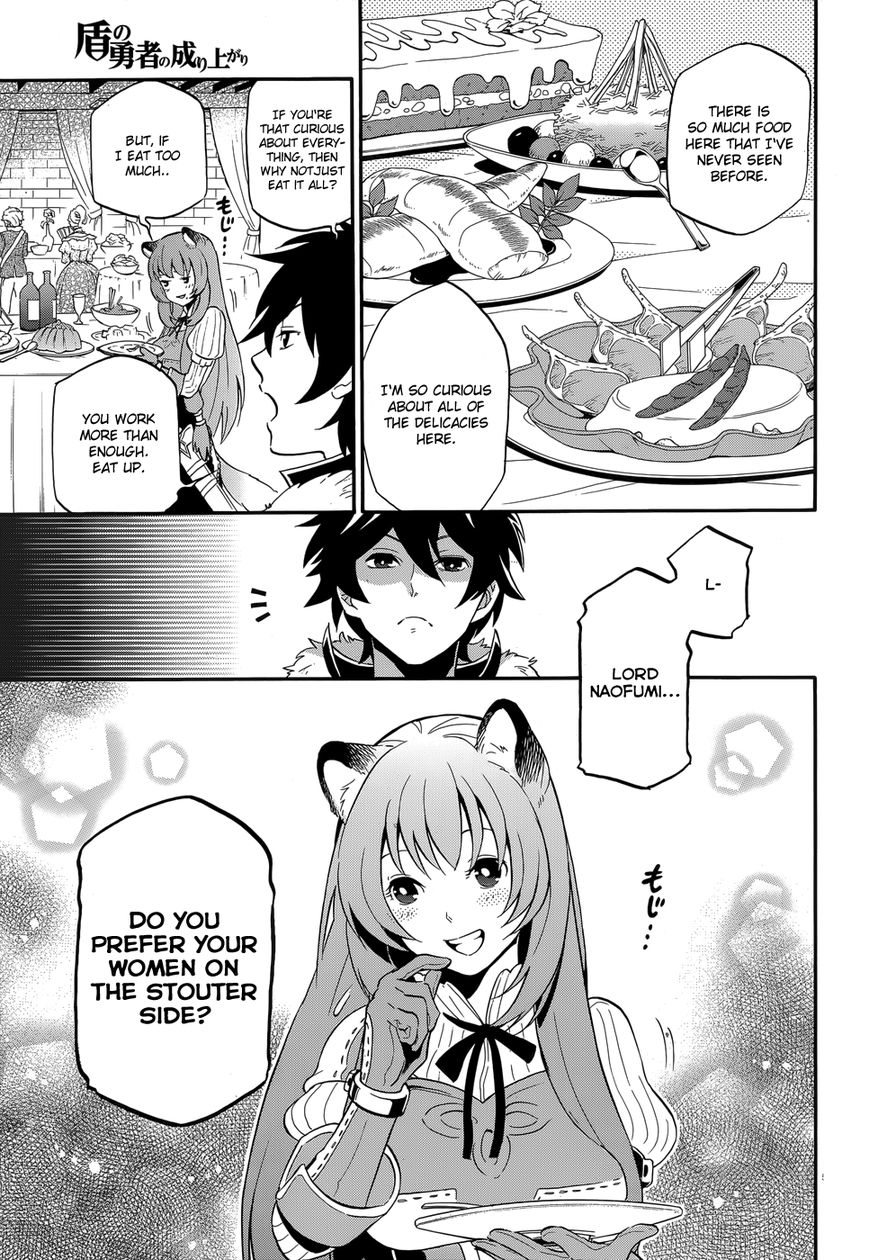 盾の勇者の成り上がり
THERE IS
SO MUCH FOOD
HERE THAT I'VE
NEVER SEEN
BEFORE.
I'M SO CURIOUS
ABOUT ALL OF
THE DELICACIES
HERE.
IF YOU'RE
THAT CURIOUS
ABOUT EVERY-
THING, THEN
WHY NOTJUST
EAT IT ALL?
BUT, IF
I EAT TOO
MUCH..
もじ…
YOU WORK
MORE THAN
ENOUGH.
EAT UP.
L-
LORD
NAOFUMI...
もじ…
DO YOU
PREFER YOUR
WOMEN ON
THE STOUTER
SIDE?